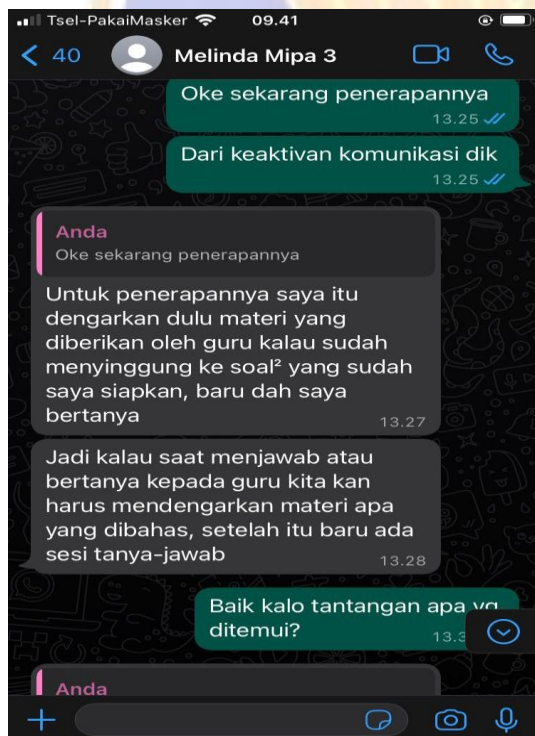 Tsel-PakaiMasker 09.41
40 Melinda Mipa 3
Oke sekarang penerapannya
13.25
Dari keaktivan komunikasi dik
13.25
Anda
Oke sekarang penerapannya
Untuk penerapannya saya itu
dengarkan dulu materi yang
diberikan oleh guru kalau sudah
menyinggung ke soal² yang sudah
saya siapkan, baru dah saya
bertanya
13.27
Jadi kalau saat menjawab atau
bertanya kepada guru kita kan
harus mendengarkan materi apa
yang dibahas, setelah itu baru ada
sesi tanya-jawab
13.28
Baik kalo tantangan apa yg
ditemui?
Anda